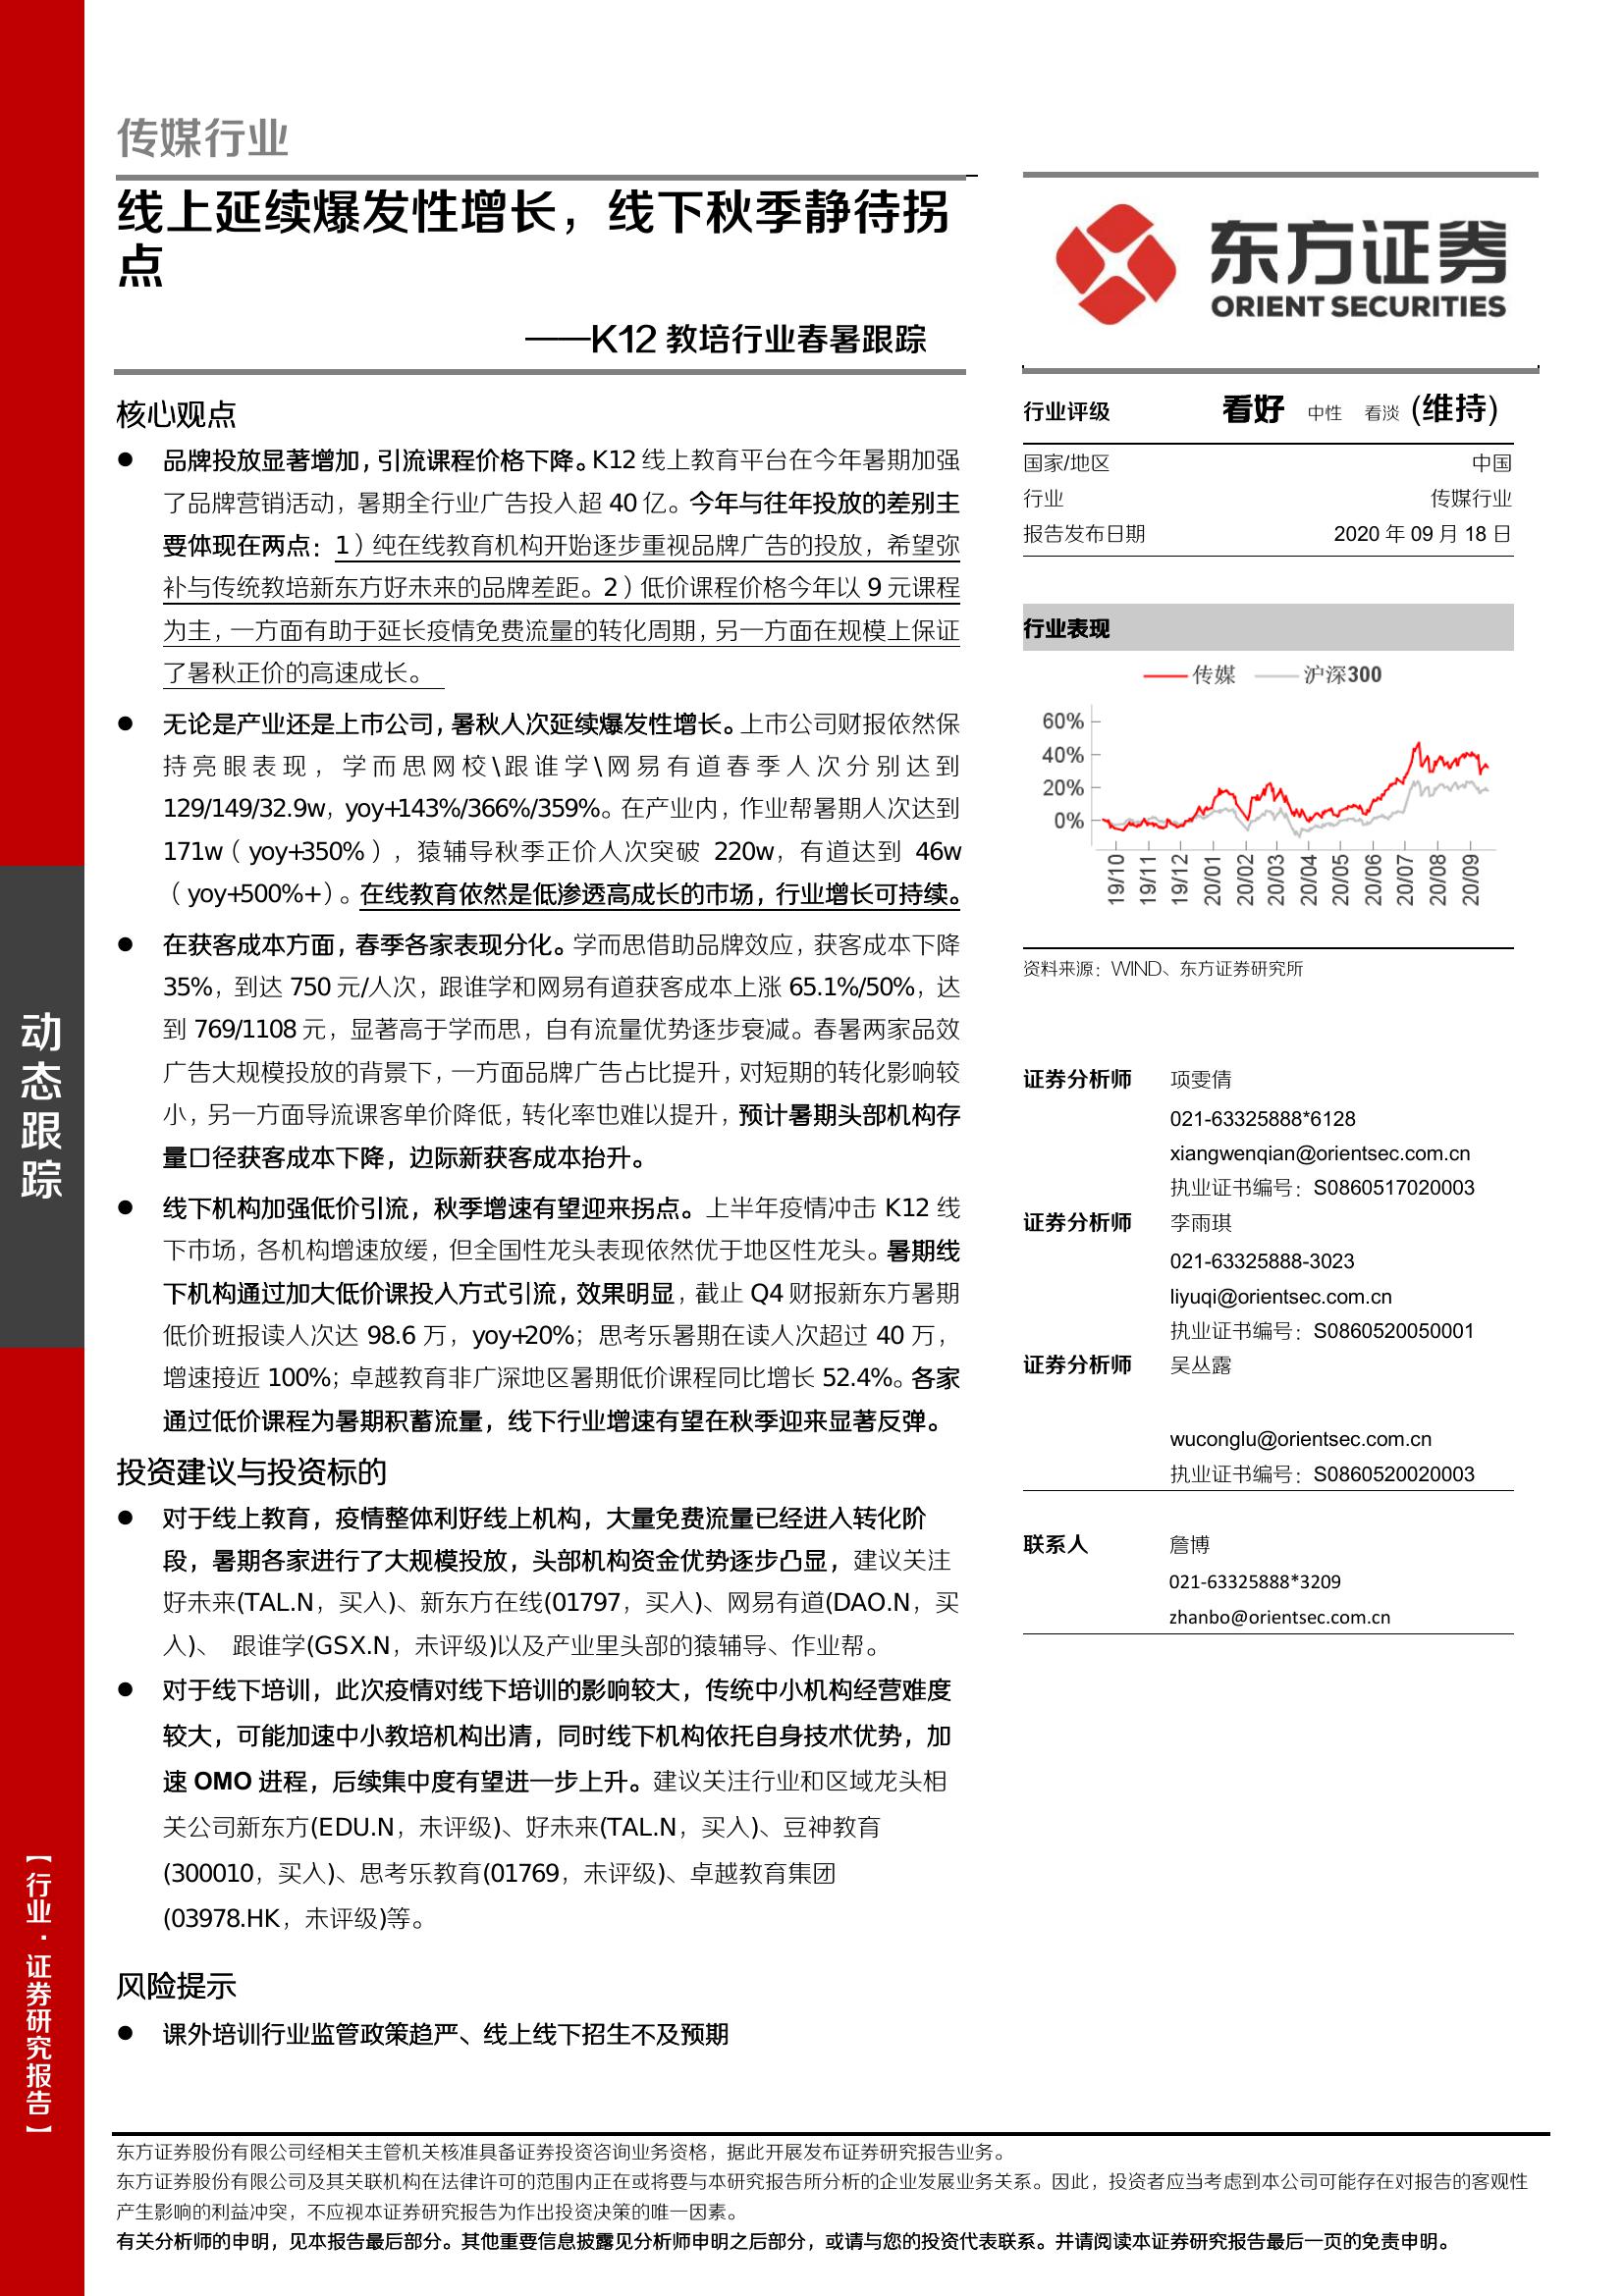 传媒行业
线上延续爆发性增长，线下秋季静待拐
点
——K12 教培行业春暑跟踪
核心观点
● 品牌投放显著增加，引流课程价格下降。K12 线上教育平台在今年暑期加强
了品牌营销活动，暑期全行业广告投入超 40 亿。今年与往年投放的差别主
要体现在两点：1）纯在线教育机构开始逐步重视品牌广告的投放，希望弥
补与传统教培新东方好未来的品牌差距。2）低价课程价格今年以 9 元课程
为主，一方面有助于延长疫情免费流量的转化周期，另一方面在规模上保证
了暑秋正价的高速成长。
● 无论是产业还是上市公司，暑秋人次延续爆发性增长。上市公司财报依然保
持亮眼表现，学而思网校\跟谁学\网易有道春季人次分别达到
129/149/32.9w，yoy+143%/366%/359%。在产业内，作业帮暑期人次达到
171w（yoy+350%），猿辅导秋季正价人次突破 220w，有道达到 46w
（yoy+500%+）。在线教育依然是低渗透高成长的市场，行业增长可持续。
● 在获客成本方面，春季各家表现分化。学而思借助品牌效应，获客成本下降
35%，到达 750 元/人次，跟谁学和网易有道获客成本上涨 65.1%/50%，达
到 769/1108 元，显著高于学而思，自有流量优势逐步衰减。春暑两家品效
广告大规模投放的背景下，一方面品牌广告占比提升，对短期的转化影响较
小，另一方面导流课客单价降低，转化率也难以提升，预计暑期头部机构存
量口径获客成本下降，边际新获客成本抬升。
● 线下机构加强低价引流，秋季增速有望迎来拐点。上半年疫情冲击 K12 线
下市场，各机构增速放缓，但全国性龙头表现依然优于地区性龙头。暑期线
下机构通过加大低价课投入方式引流，效果明显，截止 Q4 财报新东方暑期
低价班报读人次达 98.6 万，yoy+20%；思考乐暑期在读人次超过 40 万，
增速接近 100%；卓越教育非广深地区暑期低价课程同比增长 52.4%。各家
通过低价课程为暑期积蓄流量，线下行业增速有望在秋季迎来显著反弹。
投资建议与投资标的
● 对于线上教育，疫情整体利好线上机构，大量免费流量已经进入转化阶
段，暑期各家进行了大规模投放，头部机构资金优势逐步凸显，建议关注
好未来(TAL.N，买入)、新东方在线(01797，买入)、网易有道(DAO.N，买
入)、 跟谁学(GSX.N，未评级)以及产业里头部的猿辅导、作业帮。
● 对于线下培训，此次疫情对线下培训的影响较大，传统中小机构经营难度
较大，可能加速中小教培机构出清，同时线下机构依托自身技术优势，加
速 OMO 进程，后续集中度有望进一步上升。建议关注行业和区域龙头相
关公司新东方(EDU.N，未评级)、好未来(TAL.N，买入)、豆神教育
(300010，买入)、思考乐教育(01769，未评级)、卓越教育集团
(03978.HK，未评级)等。
风险提示
● 课外培训行业监管政策趋严、线上线下招生不及预期
东方证券
ORIENT SECURITIES
行业评级 看好 中性 看淡 (维持)
国家/地区 中国
行业 传媒行业
报告发布日期 2020 年 09 月 18 日
行业表现
传媒 沪深300
60%
40%
20%
0%
19/10 19/11 19/12 20/01 20/02 20/03 20/04 20/05 20/06 20/07 20/08 20/09
资料来源：WIND、东方证券研究所
证券分析师 项雯倩
021-63325888*6128
xiangwenqian@orientsec.com.cn
执业证书编号：S0860517020003
证券分析师 李雨琪
021-63325888-3023
liyuqi@orientsec.com.cn
执业证书编号：S0860520050001
证券分析师 吴丛露
wuconglu@orientsec.com.cn
执业证书编号：S0860520020003
联系人 詹博
021-63325888*3209
zhanbo@orientsec.com.cn
动态跟踪
【行业·证券研究报告】
东方证券股份有限公司经相关主管机关核准具备证券投资咨询业务资格，据此开展发布证券研究报告业务。
东方证券股份有限公司及其关联机构在法律许可的范围内正在或将要与本研究报告所分析的企业发展业务关系。因此，投资者应当考虑到本公司可能存在对报告的客观性
产生影响的利益冲突，不应视本证券研究报告为作出投资决策的唯一因素。
有关分析师的申明，见本报告最后部分。其他重要信息披露见分析师申明之后部分，或请与您的投资代表联系。并请阅读本证券研究报告最后一页的免责申明。